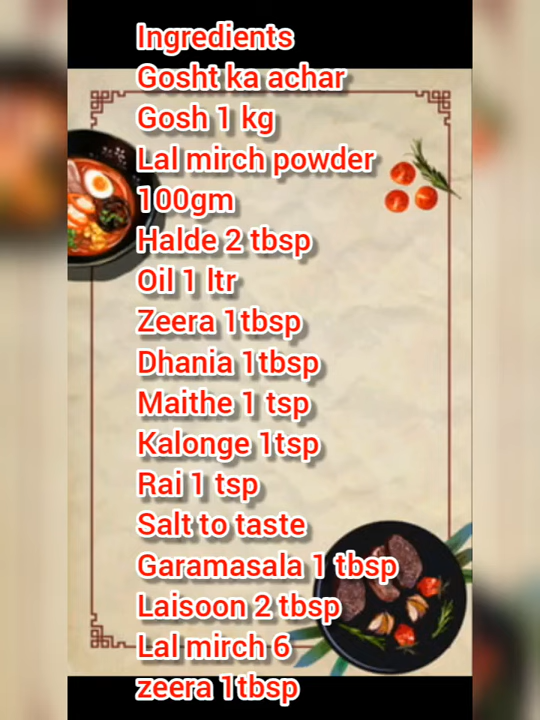 Ingredients
Gosht ka achar
Gosh 1 kg
Lal mirch powder
100gm
Halde 2 tbsp
Oil 1 ltr
Zeera 1tbsp
Dhania 1tbsp
Maithe 1 tsp
Kalonge 1tsp
Rai 1 tsp
Salt to taste
Garamasala 1 tbsp
Laisoon 2 tbsp
Lal mirch 6
zeera 1tbsp